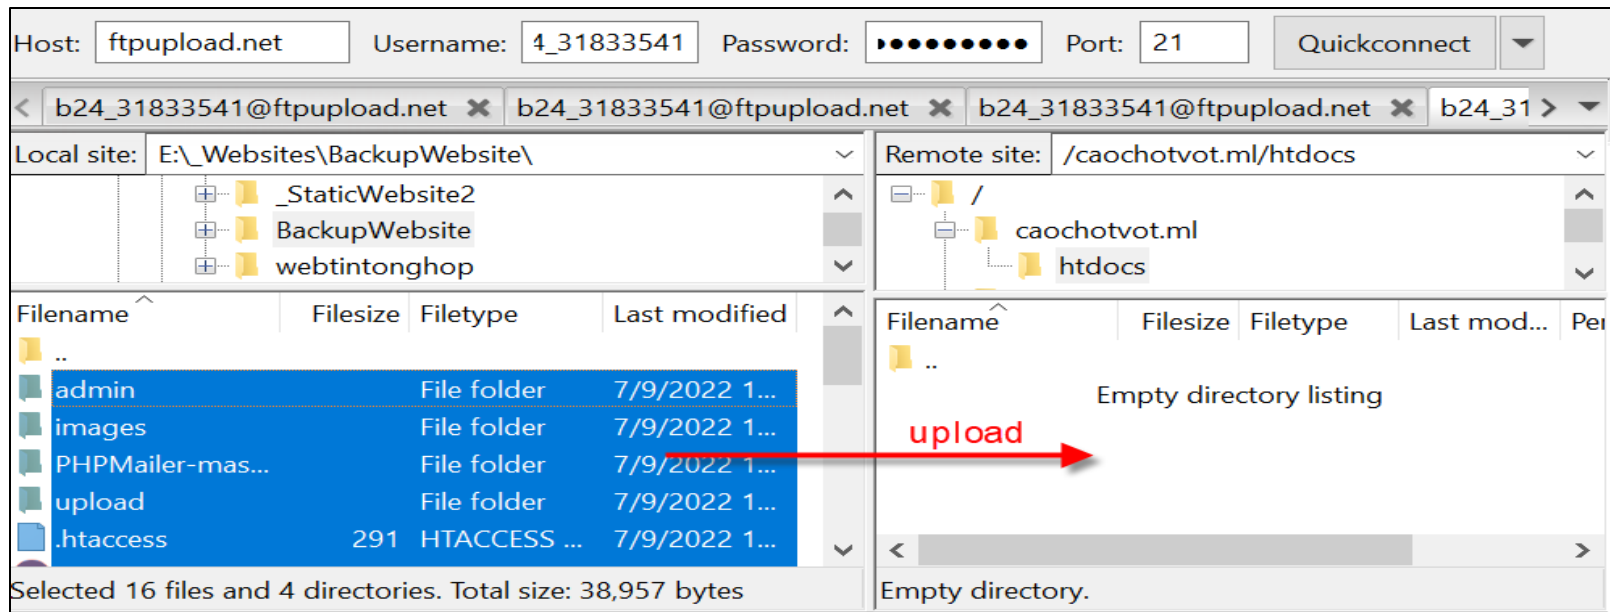 Host: ftpupload.net Username: 4_31833541 Password: ●●●●●●●●● Port: 21 Quickconnect
b24_31833541@ftpupload.net b24_31833541@ftpupload.net b24_31833541@ftpupload.net b24_31
Local site: E:\_Websites\BackupWebsite\
_StaticWebsite2
BackupWebsite
webtintonghop
Filename Filesize Filetype Last modified
..
admin File folder 7/9/2022 1...
images File folder 7/9/2022 1...
PHPMailer-mas... File folder 7/9/2022 1...
upload File folder 7/9/2022 1...
.htaccess 291 HTACCESS ... 7/9/2022 1...
Selected 16 files and 4 directories. Total size: 38,957 bytes
Remote site: /caochotvot.ml/htdocs
/
caochotvot.ml
htdocs
Filename Filesize Filetype Last mod... Per
..
Empty directory listing
upload
Empty directory.